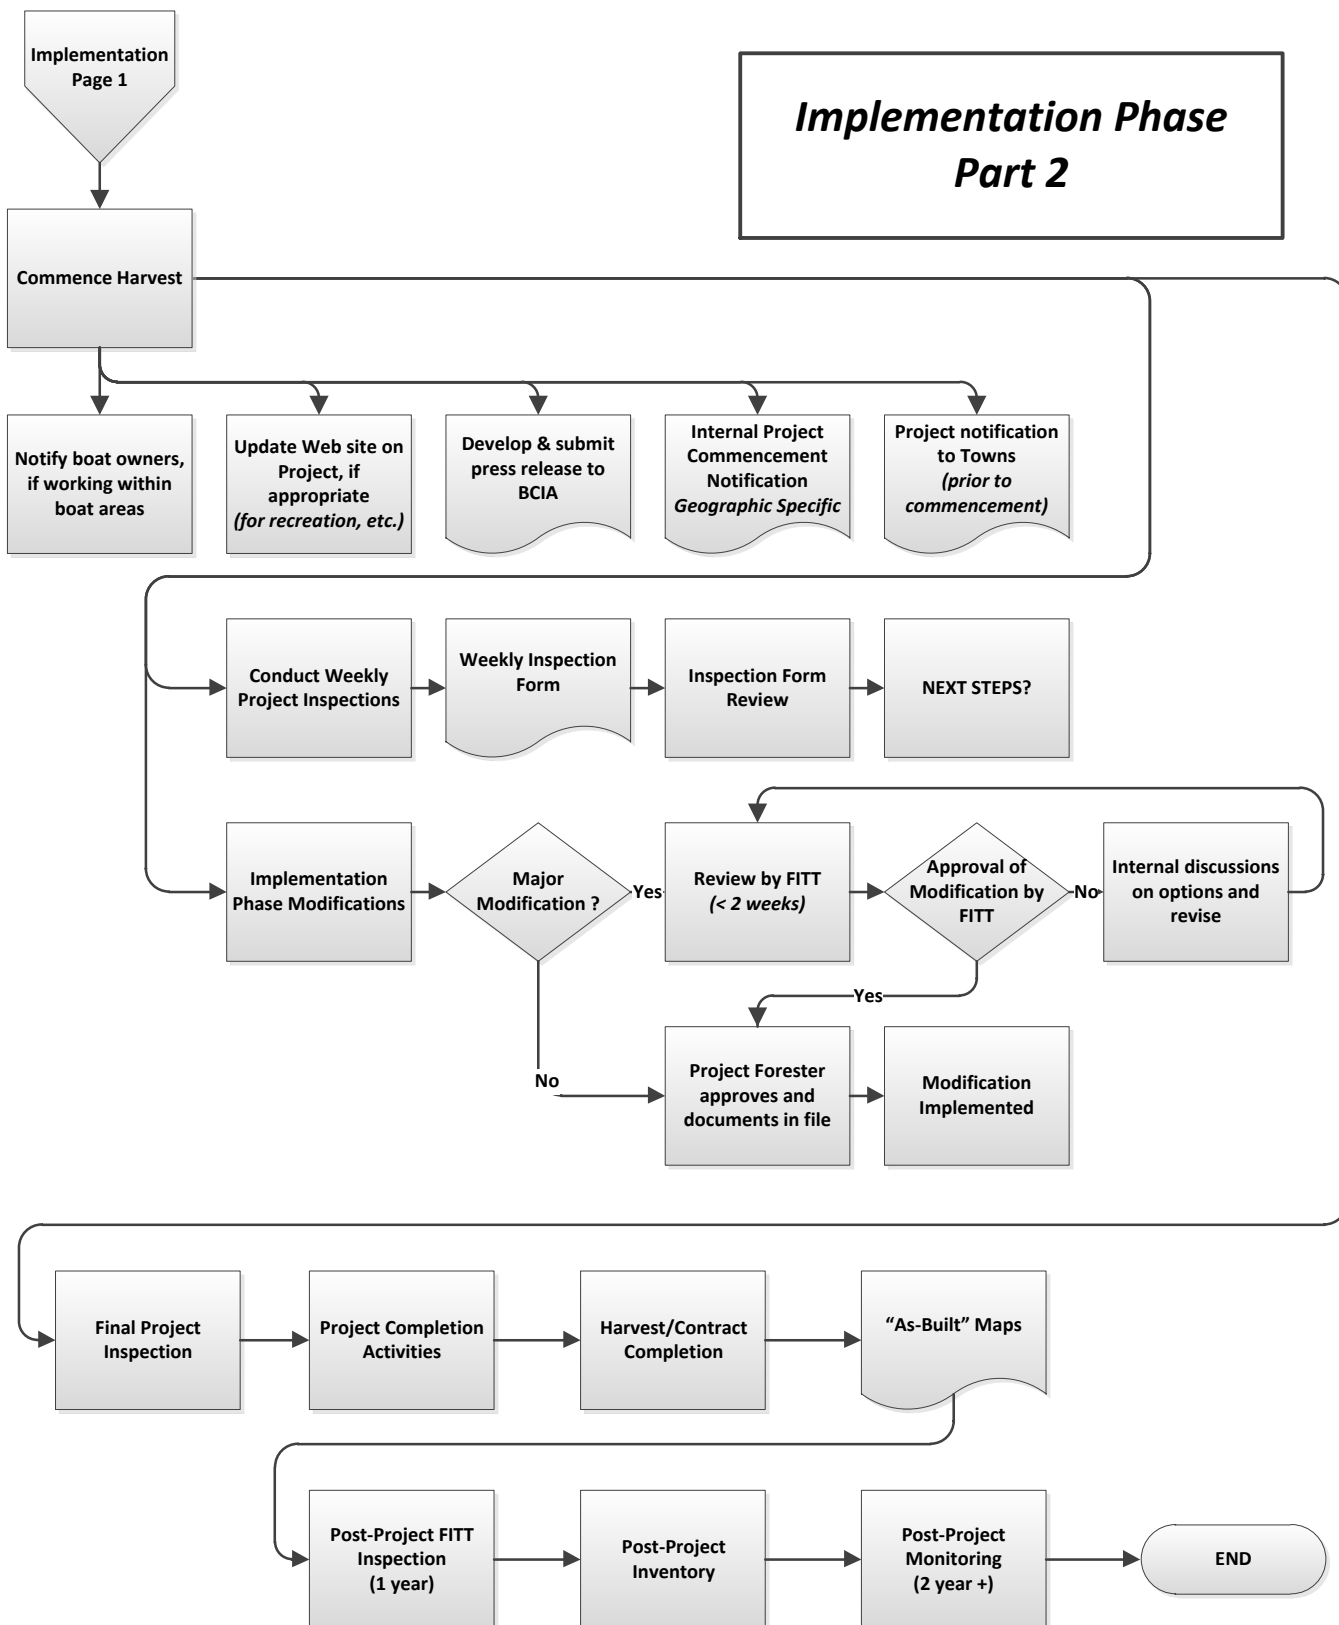 Implementation
Page 1
Implementation Phase
Part 2
Commence Harvest
Notify boat owners,
if working within
boat areas
Update Web site on
Project, if
appropriate
(for recreation, etc.)
Develop & submit
press release to
BCIA
Internal Project
Commencement
Notification
Geographic Specific
Project notification
to Towns
(prior to
commencement)
Conduct Weekly
Project Inspections
Weekly Inspection
Form
Inspection Form
Review
NEXT STEPS?
Implementation
Phase Modifications
Major
Modification ?
Yes
Review by FITT
(< 2 weeks)
Approval of
Modification by
FITT
No
Internal discussions
on options and
revise
Yes
No
Project Forester
approves and
documents in file
Modification
Implemented
Final Project
Inspection
Project Completion
Activities
Harvest/Contract
Completion
“As-Built” Maps
Post-Project FITT
Inspection
(1 year)
Post-Project
Inventory
Post-Project
Monitoring
(2 year +)
END